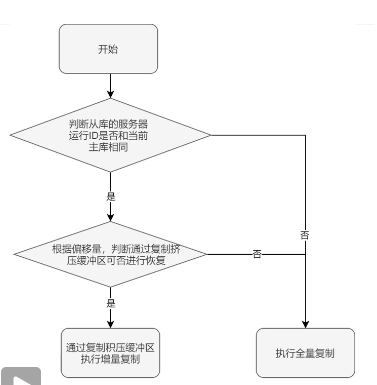 开始
判断从库的服务器
运行ID是否和当前
主库相同
是
否
根据偏移量，判断通过复制挤
压缓冲区可否进行恢复
否
是
通过复制积压缓冲区
执行增量复制
执行全量复制